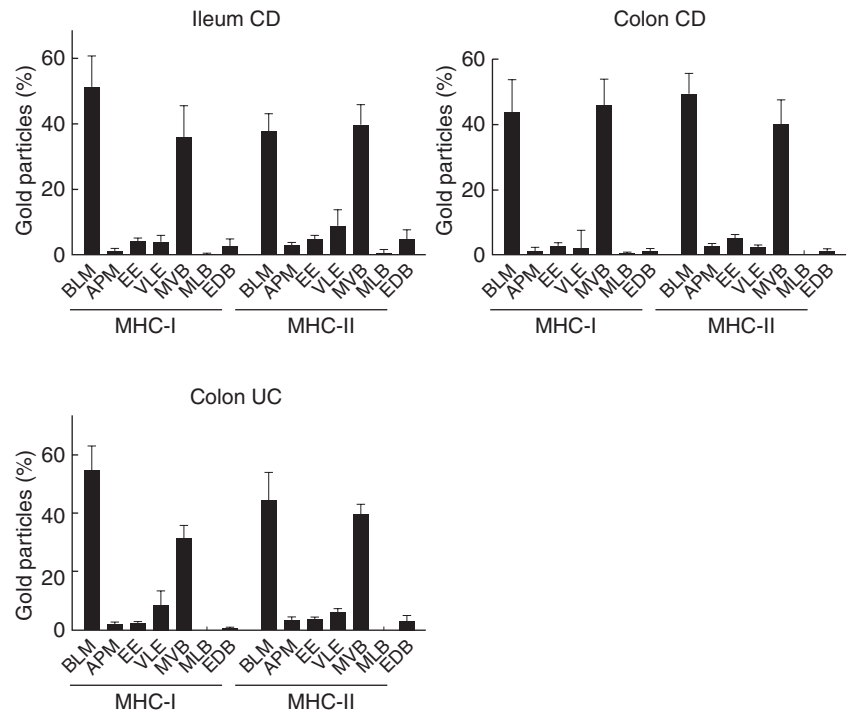 Ileum CD
Gold particles (%)
60
40
20
0
BLM APM EE VLE MVB MLB EDB BLM APM EE VLE MVB MLB EDB
MHC-I MHC-II
Colon CD
Gold particles (%)
60
40
20
0
BLM APM EE VLE MVB MLB EDB BLM APM EE VLE MVB MLB EDB
MHC-I MHC-II
Colon UC
Gold particles (%)
60
40
20
0
BLM APM EE VLE MVB MLB EDB BLM APM EE VLE MVB MLB EDB
MHC-I MHC-II